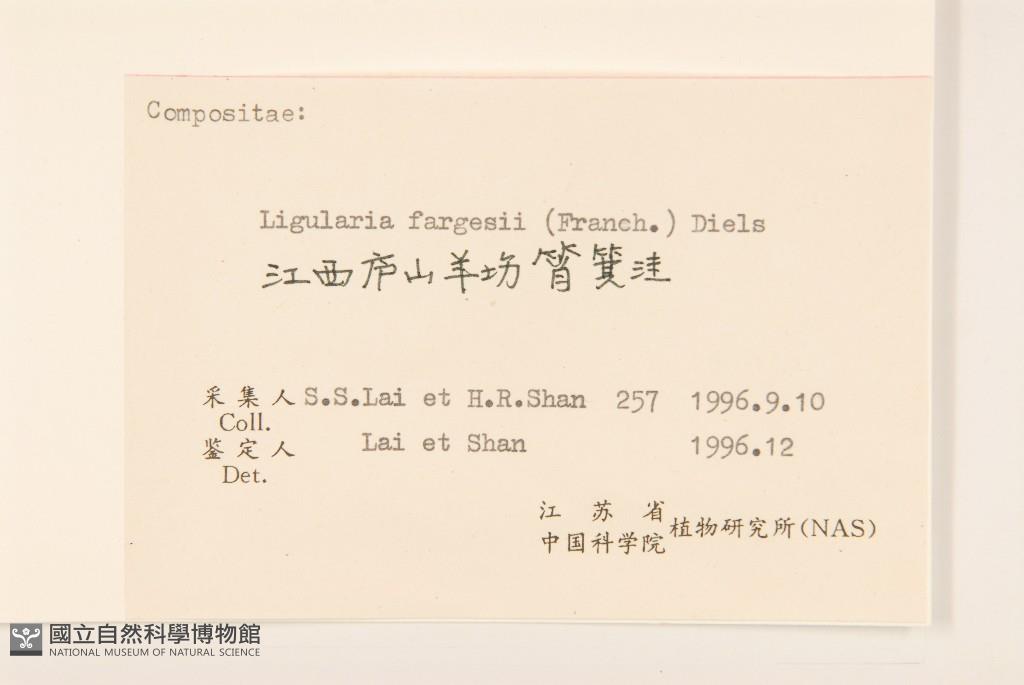 Compositae:
Ligularia fargesii (Franch.) Diels
江西庐山羊场筲箕洼
采集人 S.S.Lai et H.R.Shan 257 1996.9.10
Coll.
鉴定人 Lai et Shan 1996.12
Det.
江苏省
中国科学院 植物研究所(NAS)
國立自然科學博物館
NATIONAL MUSEUM OF NATURAL SCIENCE